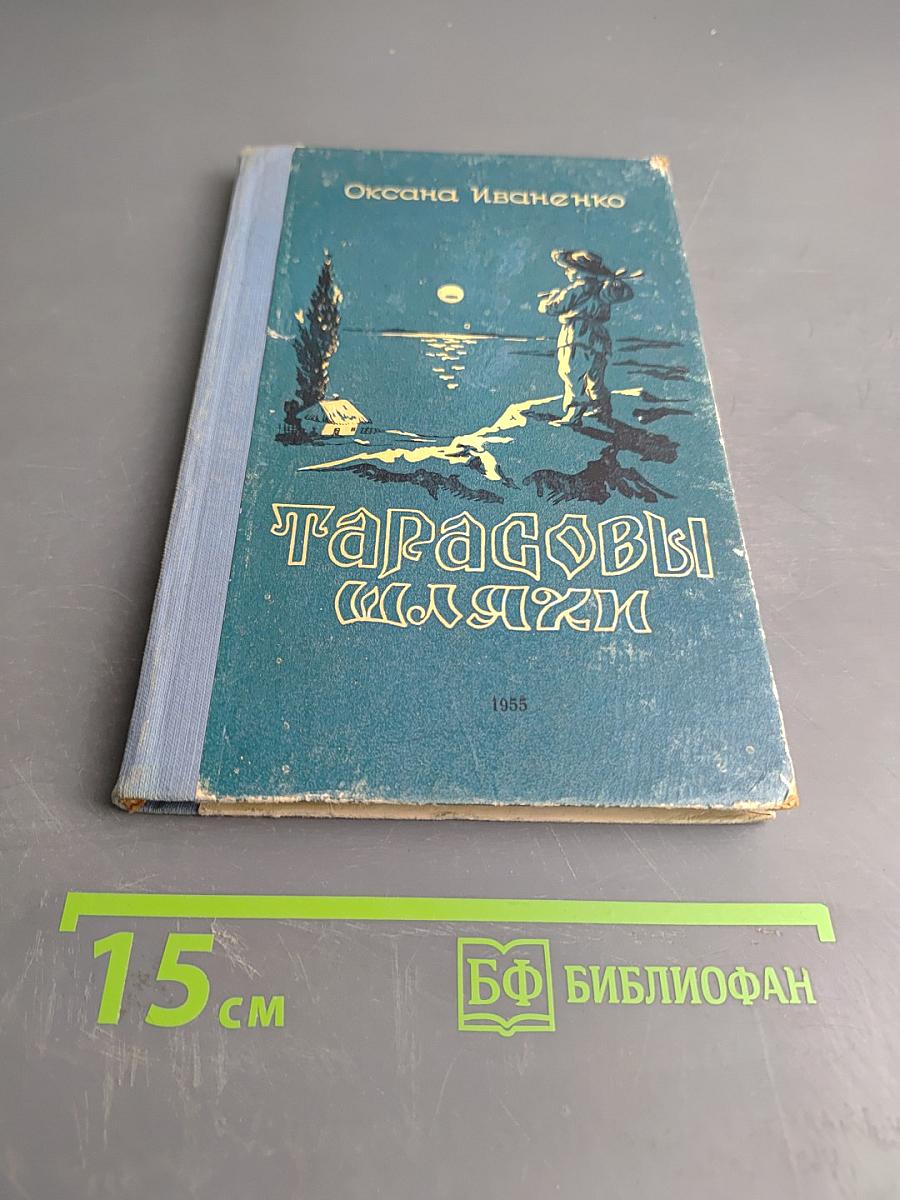 Оксана Иваненко
ТАРАСОВЫ
ШЛЯХИ
1955
15 см
БФ БИБЛИОФАН